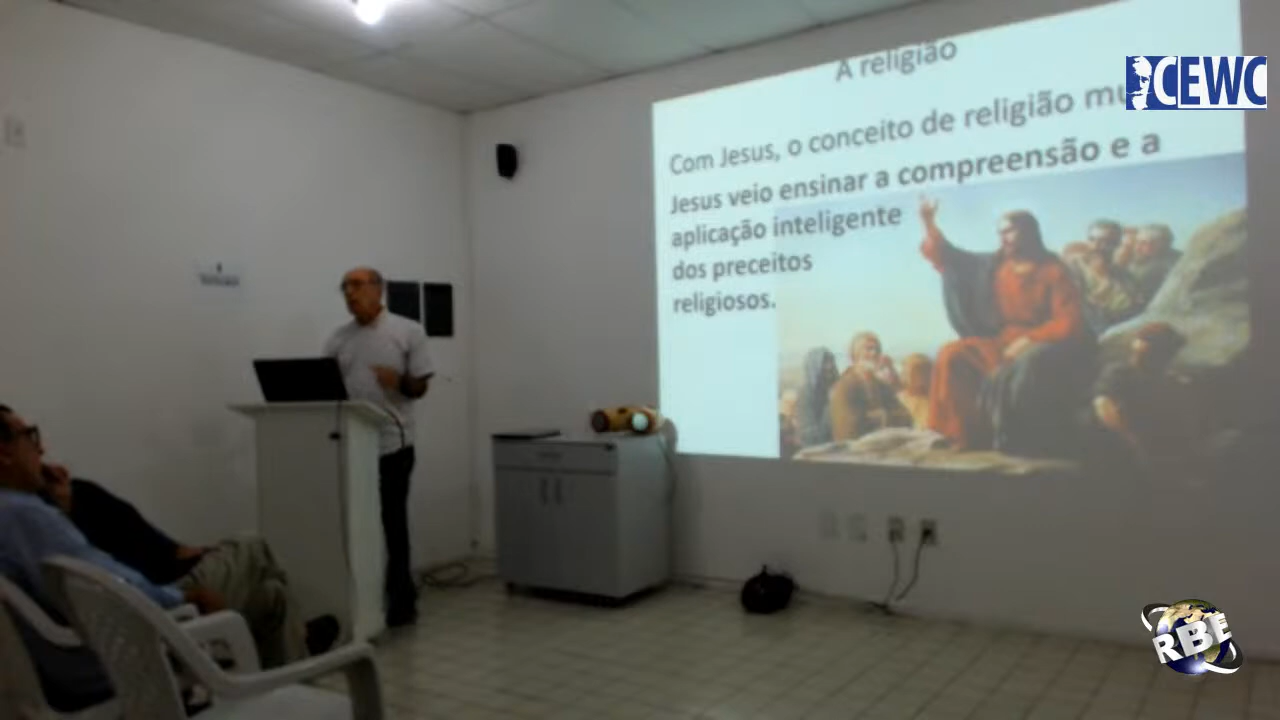 A religião
Com Jesus, o conceito de religião
Jesus veio ensinar a compreensão e a
aplicação inteligente
dos preceitos
religiosos.
CEWC
RBE